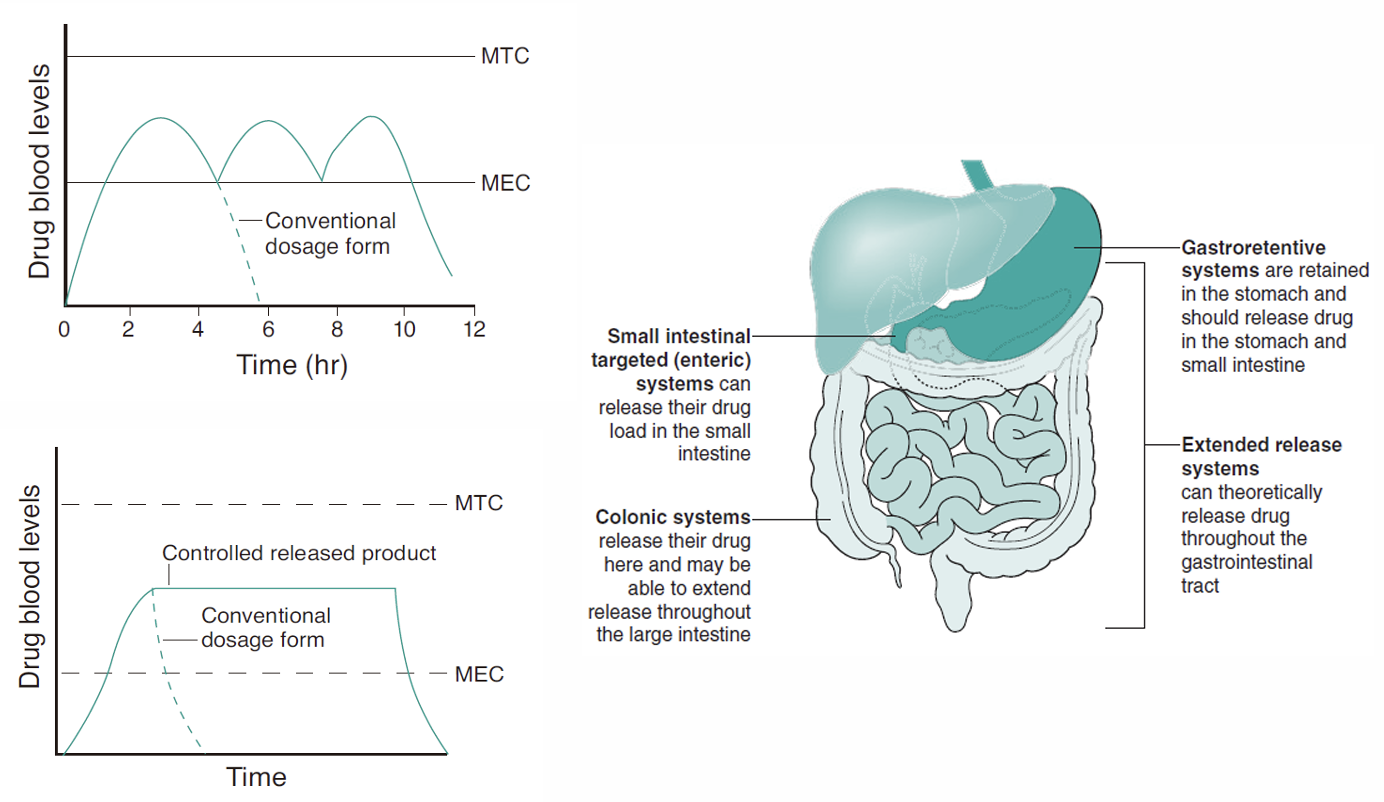 MTC
MEC
Drug blood levels
Conventional
dosage form
0 2 4 6 8 10 12
Time (hr)
MTC
Controlled released product
Conventional
dosage form
MEC
Drug blood levels
Time
Small intestinal
targeted (enteric)
systems can
release their drug
load in the small
intestine
Colonic systems
release their drug
here and may be
able to extend
release throughout
the large intestine
Gastroretentive
systems are retained
in the stomach and
should release drug
in the stomach and
small intestine
Extended release
systems
can theoretically
release drug
throughout the
gastrointestinal
tract